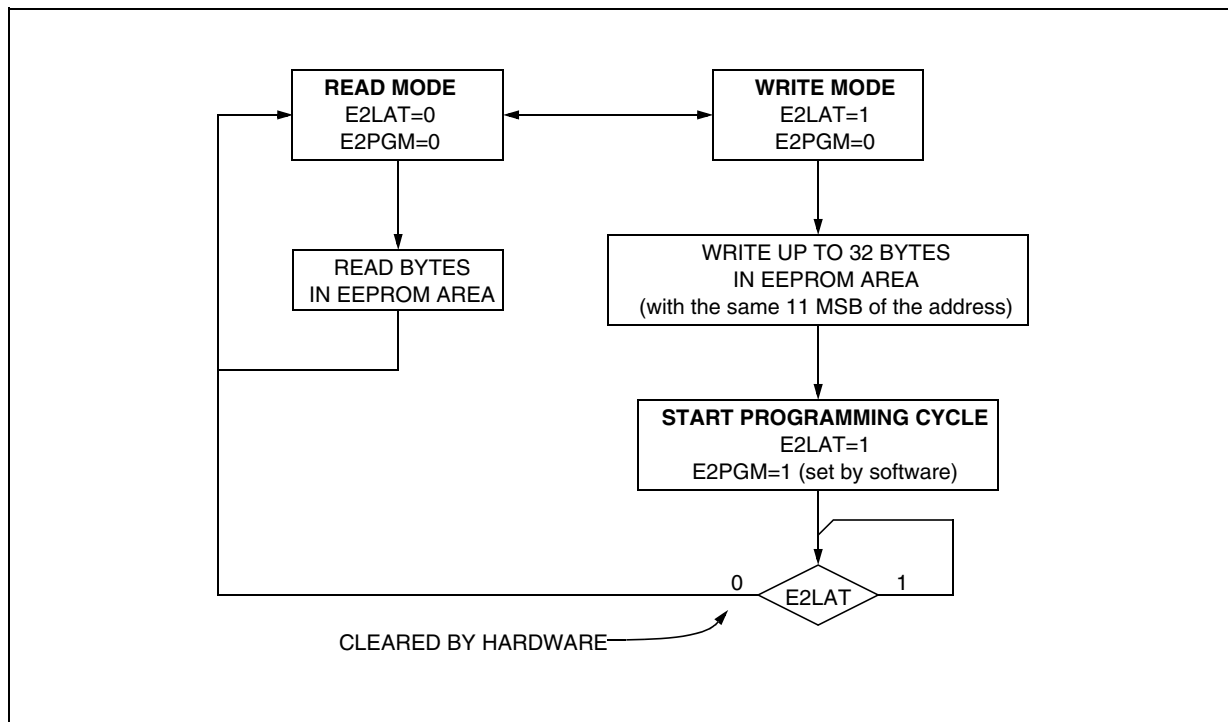 READ MODE
E2LAT=0
E2PGM=0
WRITE MODE
E2LAT=1
E2PGM=0
READ BYTES
IN EEPROM AREA
WRITE UP TO 32 BYTES
IN EEPROM AREA
(with the same 11 MSB of the address)
START PROGRAMMING CYCLE
E2LAT=1
E2PGM=1 (set by software)
0
E2LAT
1
CLEARED BY HARDWARE